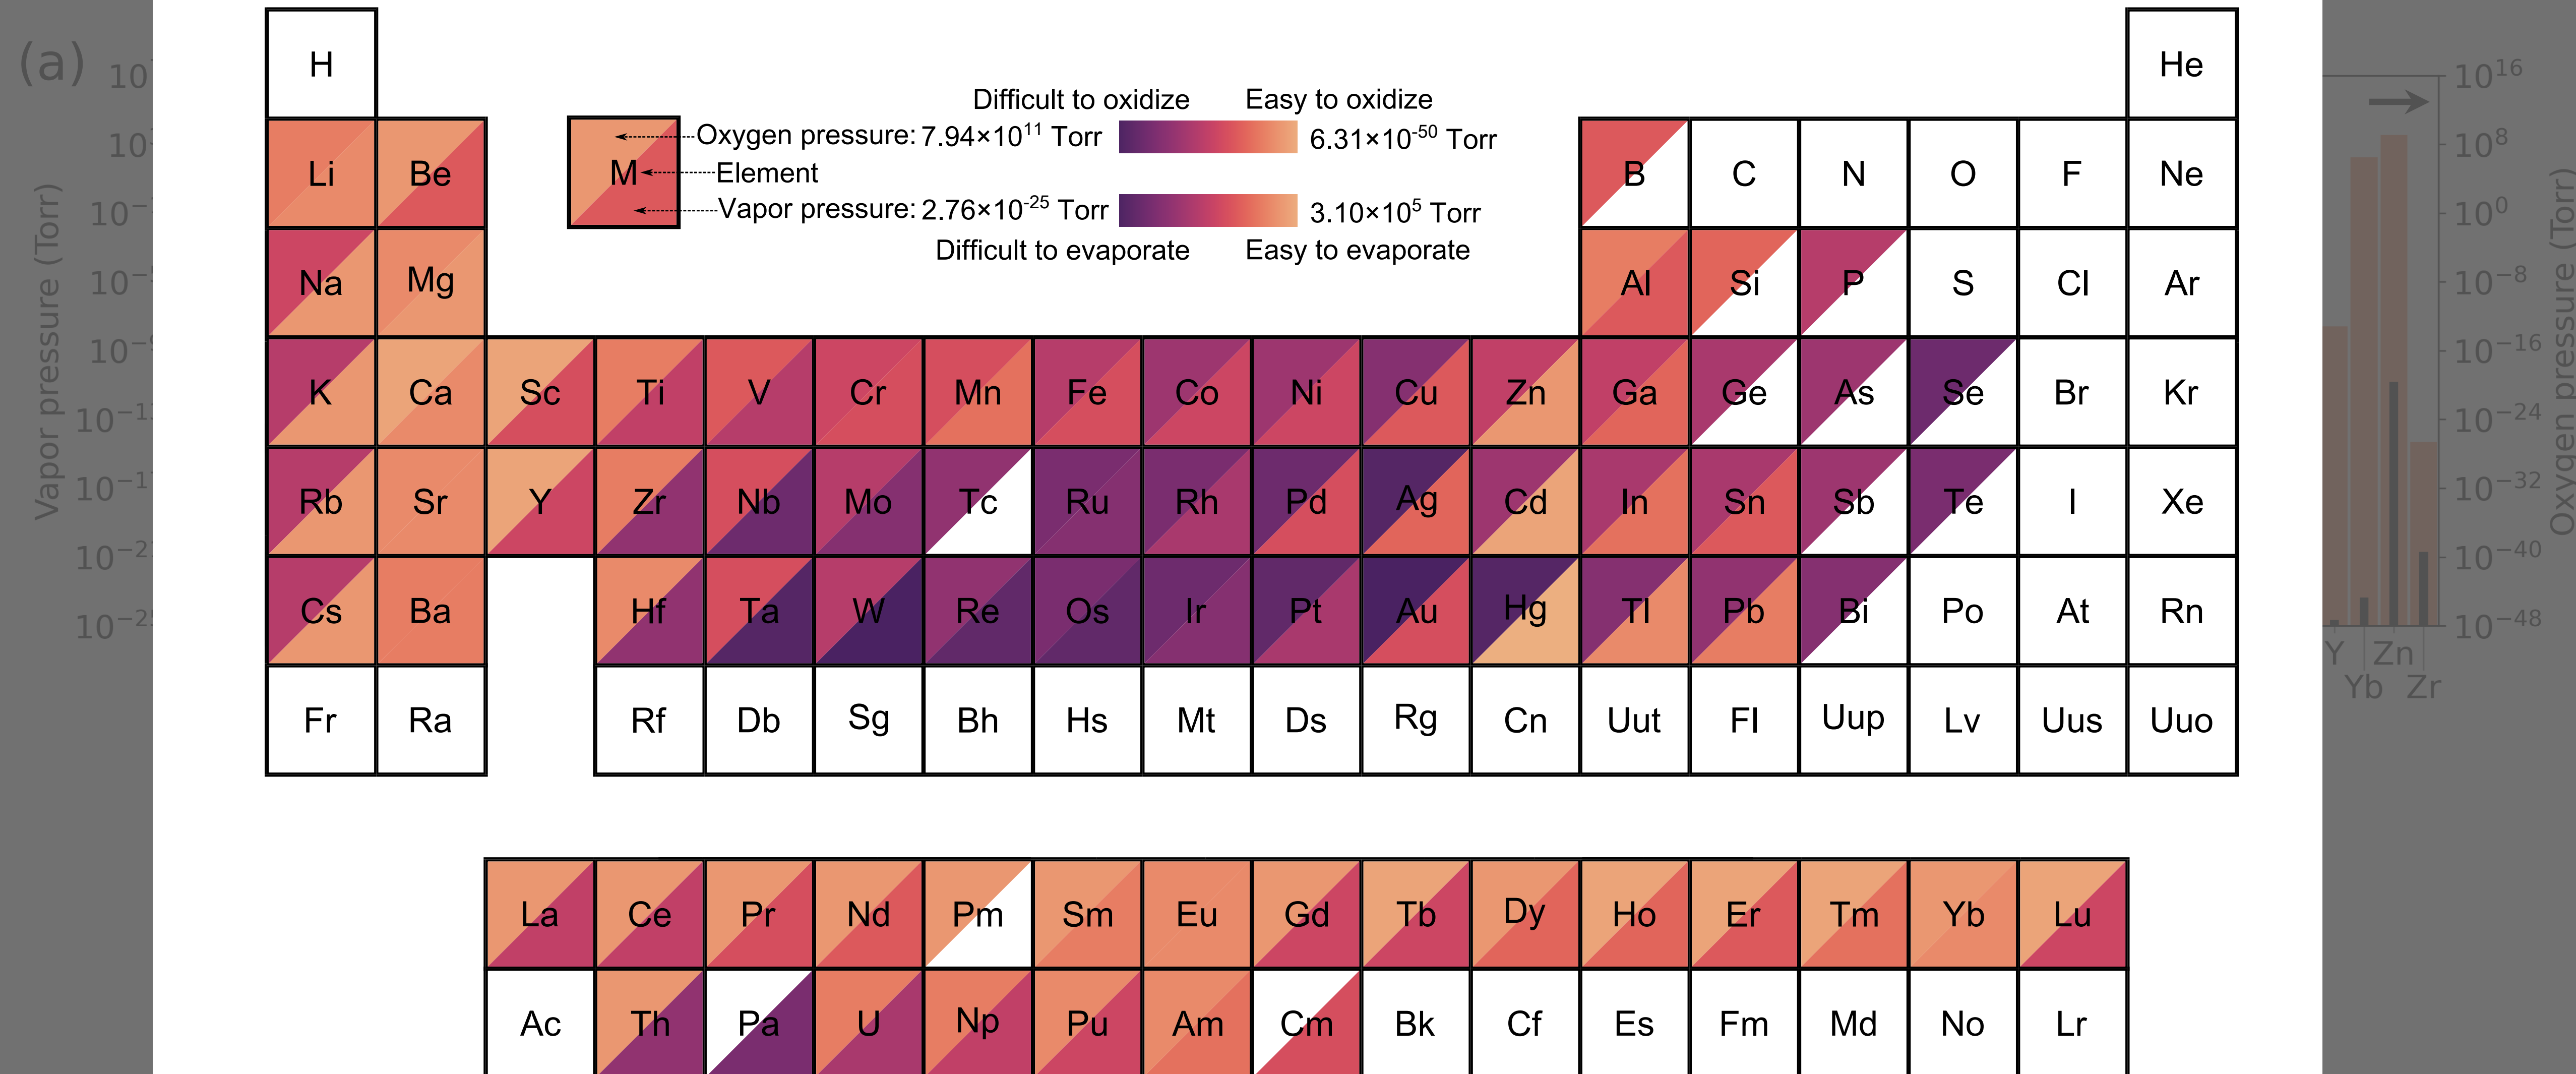 (a)
H He
Difficult to oxidize Easy to oxidize
Oxygen pressure: 7.94×10¹¹ Torr 6.31×10⁻⁵⁰ Torr
M Element
Vapor pressure: 2.76×10⁻²⁵ Torr 3.10×10⁵ Torr
Difficult to evaporate Easy to evaporate
Li Be B C N O F Ne
Na Mg Al Si P S Cl Ar
K Ca Sc Ti V Cr Mn Fe Co Ni Cu Zn Ga Ge As Se Br Kr
Rb Sr Y Zr Nb Mo Tc Ru Rh Pd Ag Cd In Sn Sb Te I Xe
Cs Ba Hf Ta W Re Os Ir Pt Au Hg Tl Pb Bi Po At Rn
Fr Ra Rf Db Sg Bh Hs Mt Ds Rg Cn Uut Fl Uup Lv Uus Uuo
La Ce Pr Nd Pm Sm Eu Gd Tb Dy Ho Er Tm Yb Lu
Ac Th Pa U Np Pu Am Cm Bk Cf Es Fm Md No Lr
Vapor pressure (Torr)
10¹⁶
10⁸
10⁰
10⁻⁸
10⁻¹⁶
10⁻²⁴
10⁻³²
10⁻⁴⁰
10⁻⁴⁸
Oxygen pressure (Torr)
Y Zn
Yb Zr